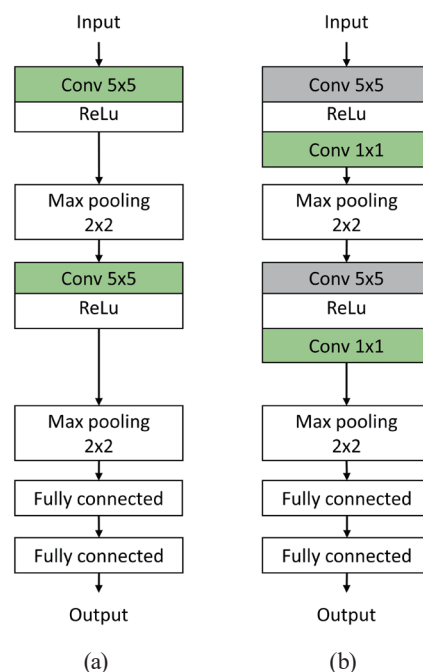 Input
Conv 5x5
ReLu
Max pooling
2x2
Conv 5x5
ReLu
Max pooling
2x2
Fully connected
Fully connected
Output
(a)
Input
Conv 5x5
ReLu
Conv 1x1
Max pooling
2x2
Conv 5x5
ReLu
Conv 1x1
Max pooling
2x2
Fully connected
Fully connected
Output
(b)